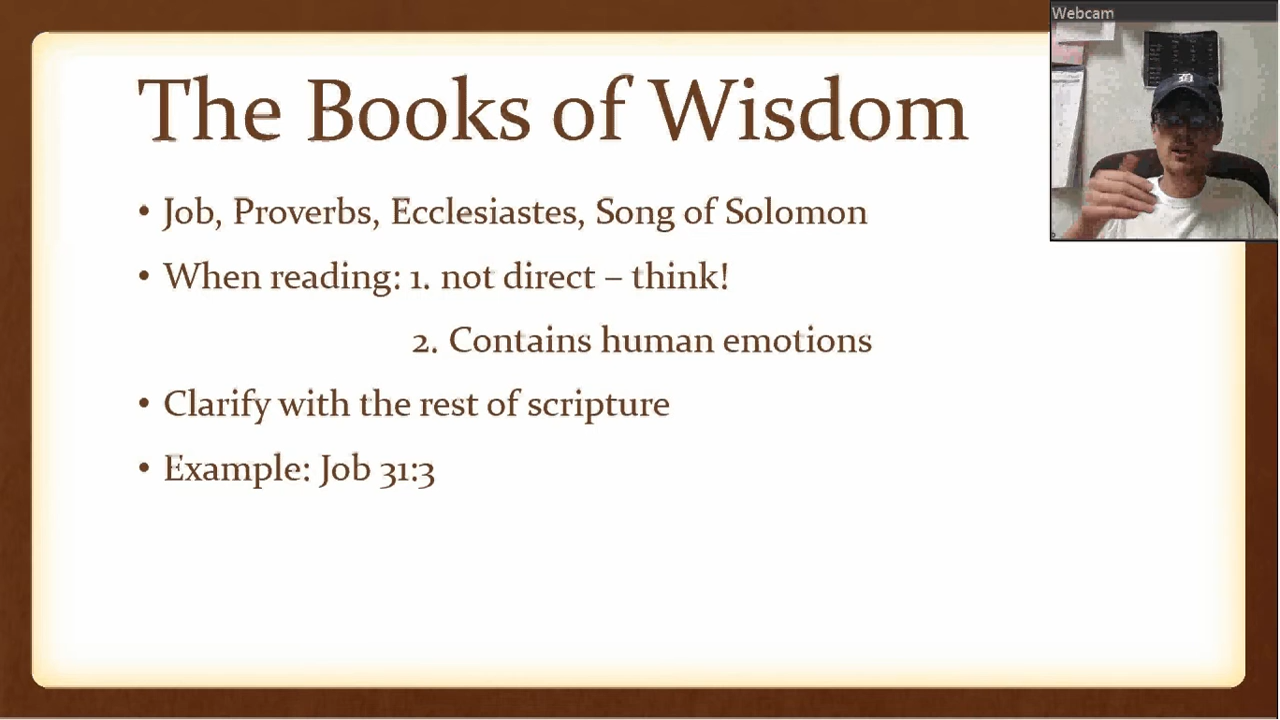 Webcam
The Books of Wisdom
• Job, Proverbs, Ecclesiastes, Song of Solomon
• When reading: 1. not direct – think!
2. Contains human emotions
• Clarify with the rest of scripture
• Example: Job 31:3